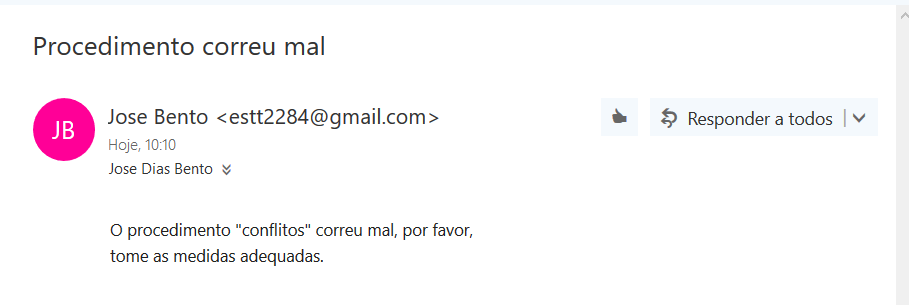 Procedimento correu mal
JB
Jose Bento <estt2284@gmail.com>
Responder a todos
Hoje, 10:10
Jose Dias Bento
O procedimento "conflitos" correu mal, por favor,
tome as medidas adequadas.